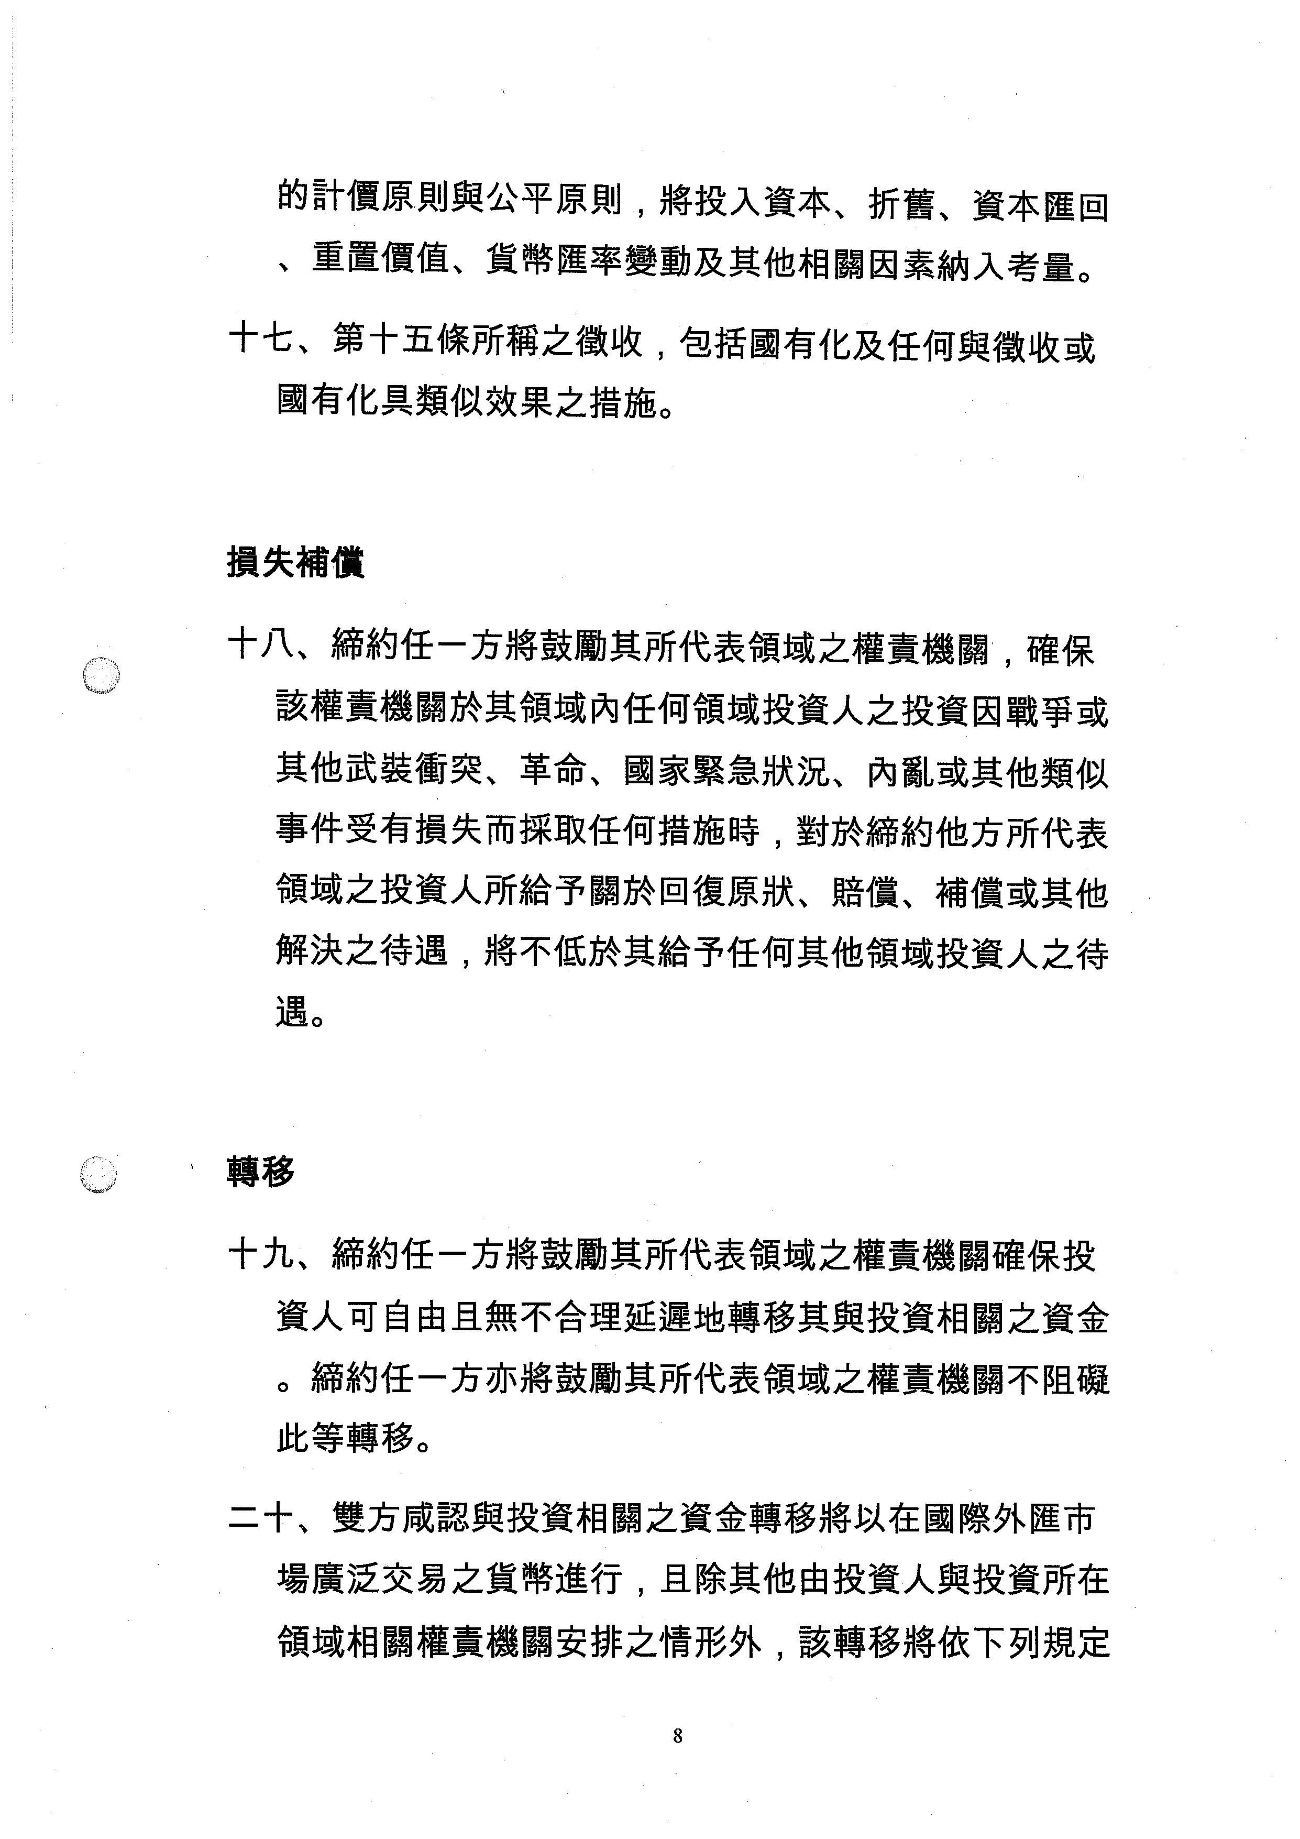 的計價原則與公平原則，將投入資本、折舊、資本匯回
、重置價值、貨幣匯率變動及其他相關因素納入考量。
十七、第十五條所稱之徵收，包括國有化及任何與徵收或
國有化具類似效果之措施。
損失補償
十八、締約任一方將鼓勵其所代表領域之權責機關，確保
該權責機關於其領域內任何領域投資人之投資因戰爭或
其他武裝衝突、革命、國家緊急狀況、內亂或其他類似
事件受有損失而採取任何措施時，對於締約他方所代表
領域之投資人所給予關於回復原狀、賠償、補償或其他
解決之待遇，將不低於其給予任何其他領域投資人之待
遇。
轉移
十九、締約任一方將鼓勵其所代表領域之權責機關確保投
資人可自由且無不合理延遲地轉移其與投資相關之資金
。締約任一方亦將鼓勵其所代表領域之權責機關不阻礙
此等轉移。
二十、雙方咸認與投資相關之資金轉移將以在國際外匯市
場廣泛交易之貨幣進行，且除其他由投資人與投資所在
領域相關權責機關安排之情形外，該轉移將依下列規定
8